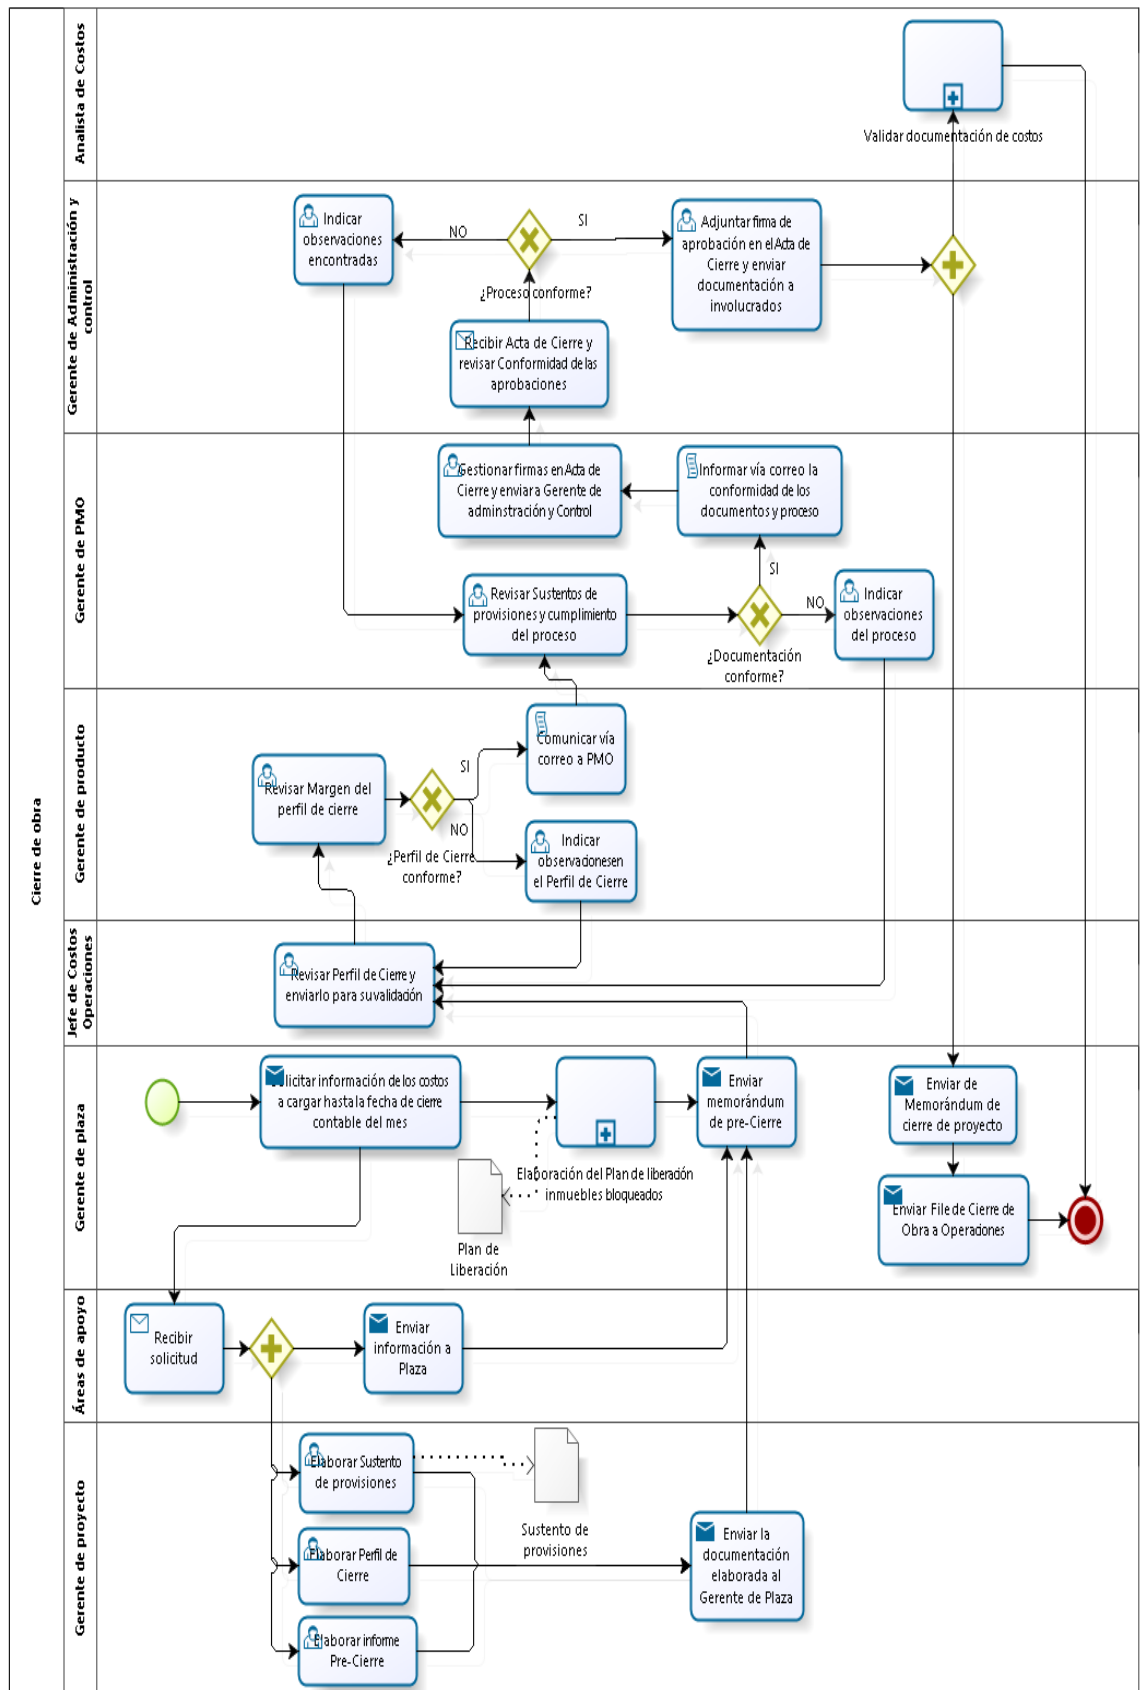 Cierre de obra
Analista de Costos
Validar documentación de costos
Gerente de Administración y
control
Indicar
observaciones
encontradas
NO
SI
¿Proceso conforme?
Adjuntar firma de
aprobación en el Acta de
Cierre y enviar
documentación a
involucrados
Recibir Acta de Cierre y
revisar Conformidad de las
aprobaciones
Gerente de PMO
Gestionar firmas en Acta de
Cierre y enviar a Gerente de
adminstración y Control
Informar vía correo la
conformidad de los
documentos y proceso
SI
Revisar Sustentos de
provisiones y cumplimiento
del proceso
NO
¿Documentación
conforme?
Indicar
observaciones
del proceso
Gerente de producto
Comunicar vía
correo a PMO
Revisar Margen del
perfil de cierre
SI
NO
¿Perfil de Cierre
conforme?
Indicar
observaciones en
el Perfil de Cierre
Jefe de Costos
Operaciones
Revisar Perfil de Cierre y
enviarlo para su validación
Gerente de plaza
Solicitar información de los costos
a cargar hasta la fecha de cierre
contable del mes
Elaboración del Plan de liberación
inmuebles bloqueados
Enviar
memorándum
de pre-Cierre
Plan de
Liberación
Enviar de
Memorándum de
cierre de proyecto
Enviar File de Cierre de
Obra a Operaciones
Áreas de apoyo
Recibir
solicitud
Enviar
información a
Plaza
Gerente de proyecto
Elaborar Sustento
de provisiones
Sustento de
provisiones
Elaborar Perfil de
Cierre
Elaborar informe
Pre-Cierre
Enviar la
documentación
elaborada al
Gerente de Plaza